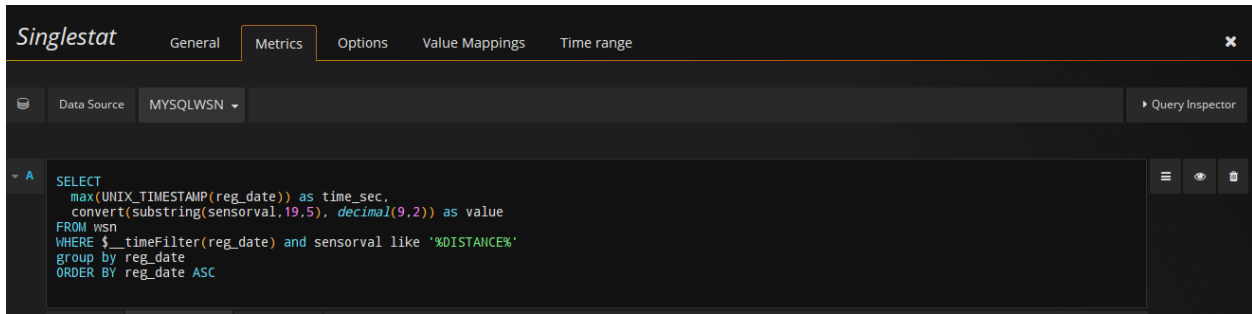 Singlestat General Metrics Options Value Mappings Time range ×
Data Source MYSQLWSN Query Inspector
A
SELECT
max(UNIX_TIMESTAMP(reg_date)) as time_sec,
convert(substring(sensorval,19,5), decimal(9,2)) as value
FROM wsn
WHERE $__timeFilter(reg_date) and sensorval like '%DISTANCE%'
group by reg_date
ORDER BY reg_date ASC